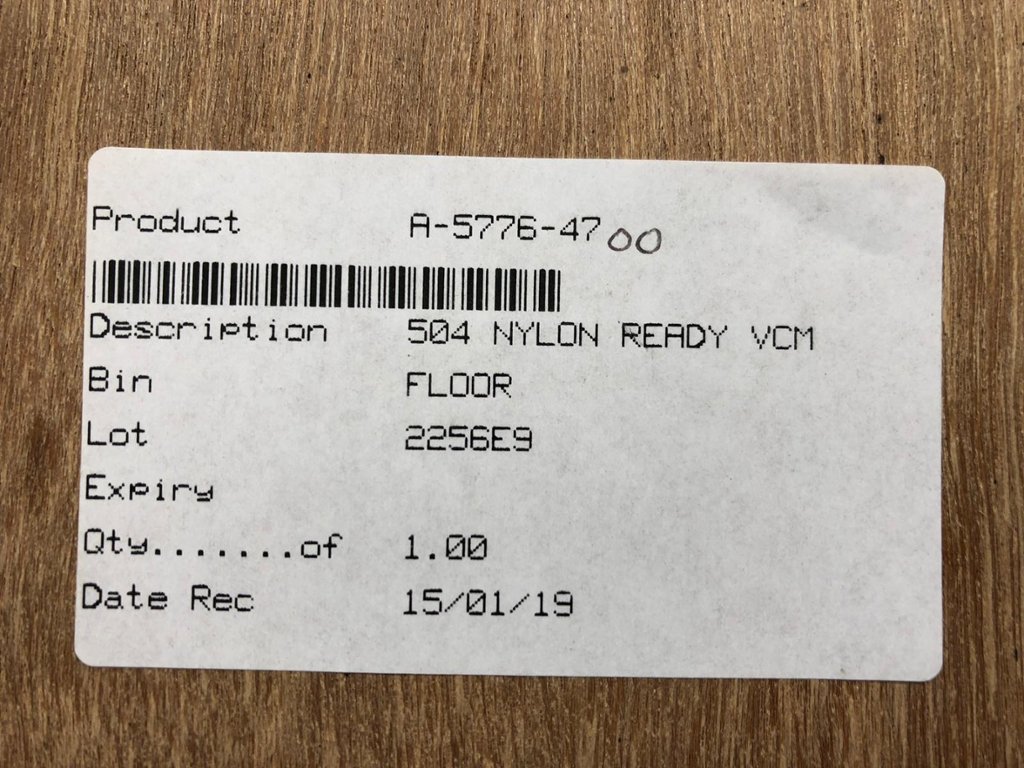 Product A-5776-4700
Description 504 NYLON READY VCM
Bin FLOOR
Lot 2256E9
Expiry
Qty.......of 1.00
Date Rec 15/01/19